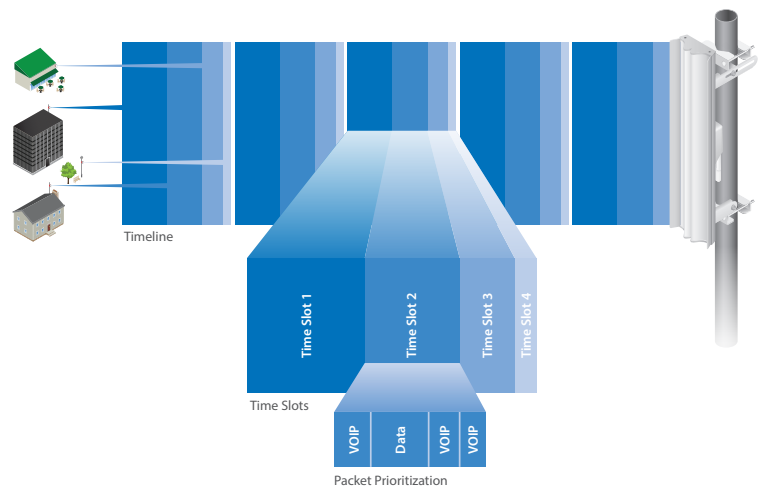 Timeline
Time Slot 1
Time Slot 2
Time Slot 3
Time Slot 4
Time Slots
VOIP
Data
VOIP
VOIP
Packet Prioritization